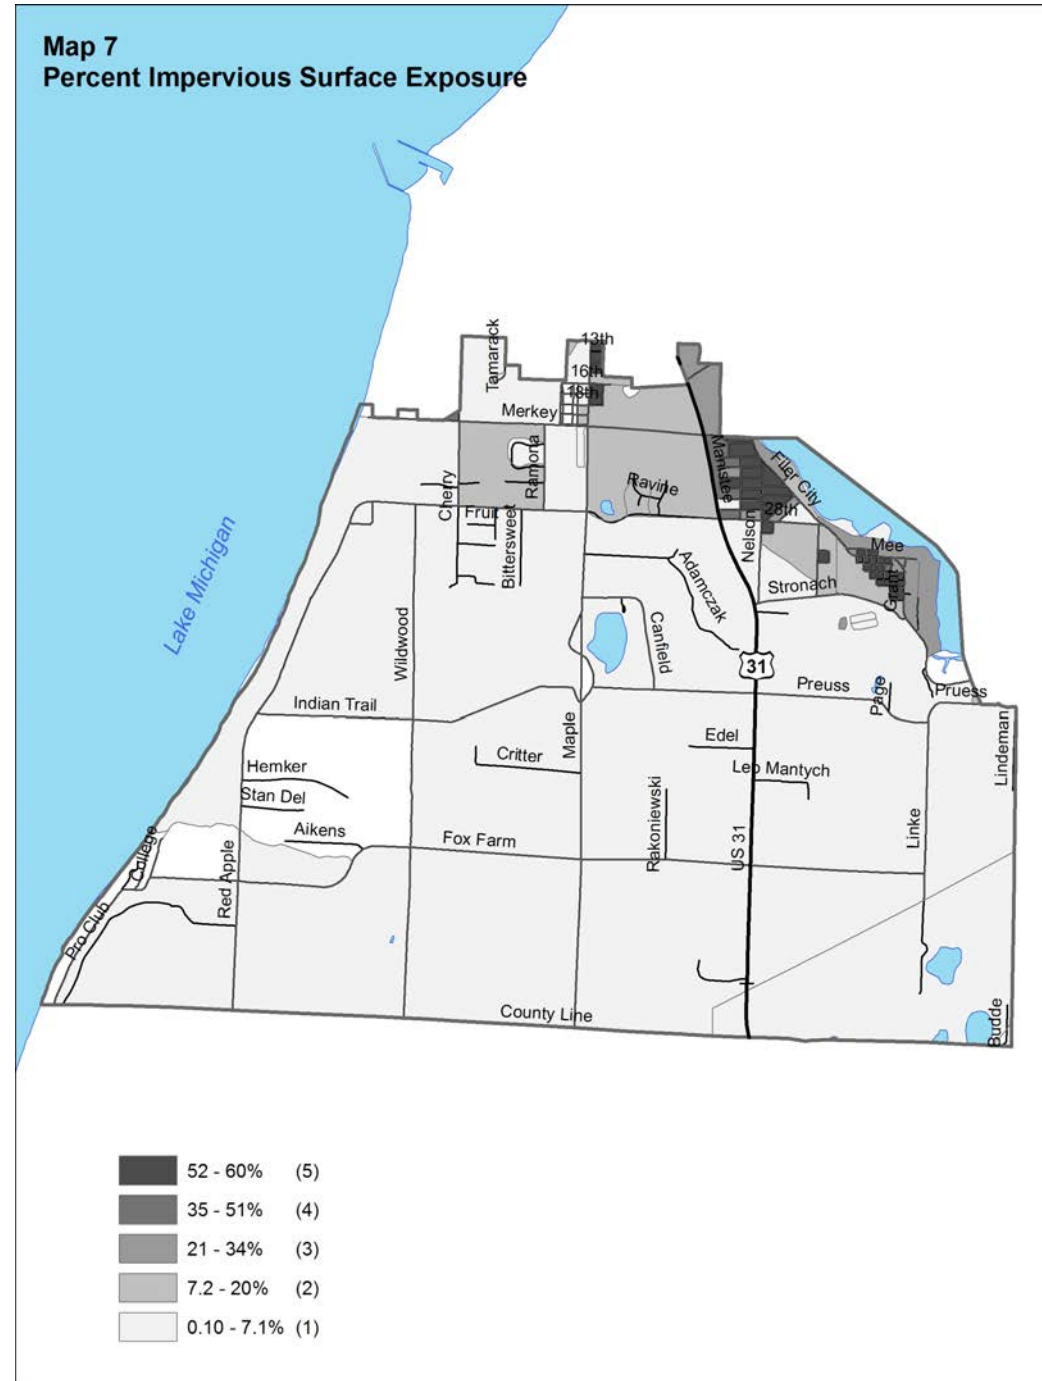 Map 7
Percent Impervious Surface Exposure
Tamarack
13th
16th
18th
Merkey
Manistee
Filer City
Ramona
Ravine
Cherry
28th
Fruit
Bittersweet
Nelson
Mee
Lake Michigan
Adamczak
Stronach
Grant
Wildwood
Canfield
31
Preuss
Page
Pruess
Indian Trail
Maple
Edel
Lindeman
Critter
Hemker
Leo Mantych
Stan Del
Rakoniewski
Aikens
Fox Farm
US 31
Linke
College
Red Apple
Pro Club
County Line
Budde
52 - 60% (5)
35 - 51% (4)
21 - 34% (3)
7.2 - 20% (2)
0.10 - 7.1% (1)